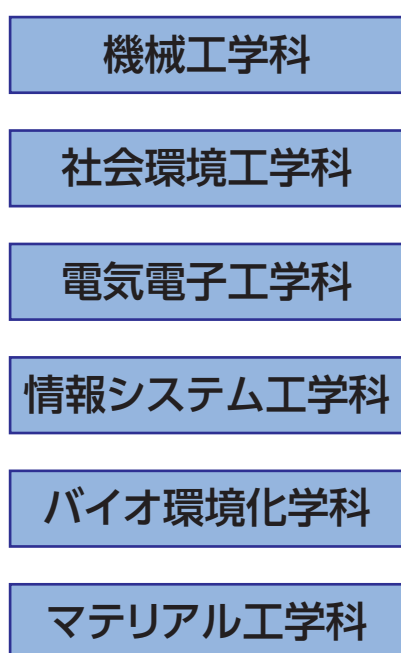 機械工学科
社会環境工学科
電気電子工学科
情報システム工学科
バイオ環境化学科
マテリアル工学科